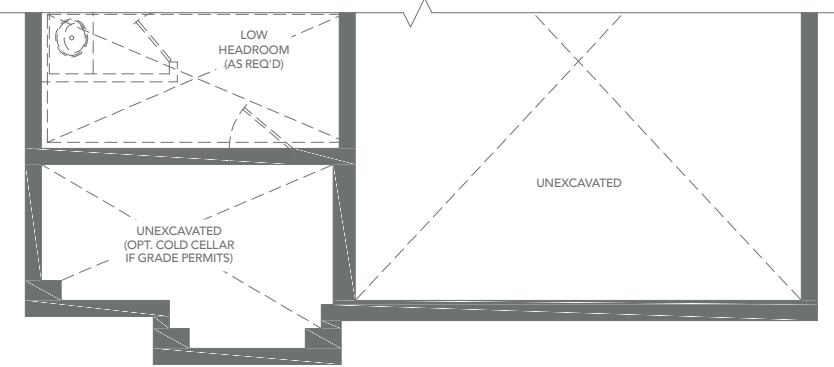 LOW
HEADROOM
(AS REQ'D)
UNEXCAVATED
UNEXCAVATED
(OPT. COLD CELLAR
IF GRADE PERMITS)